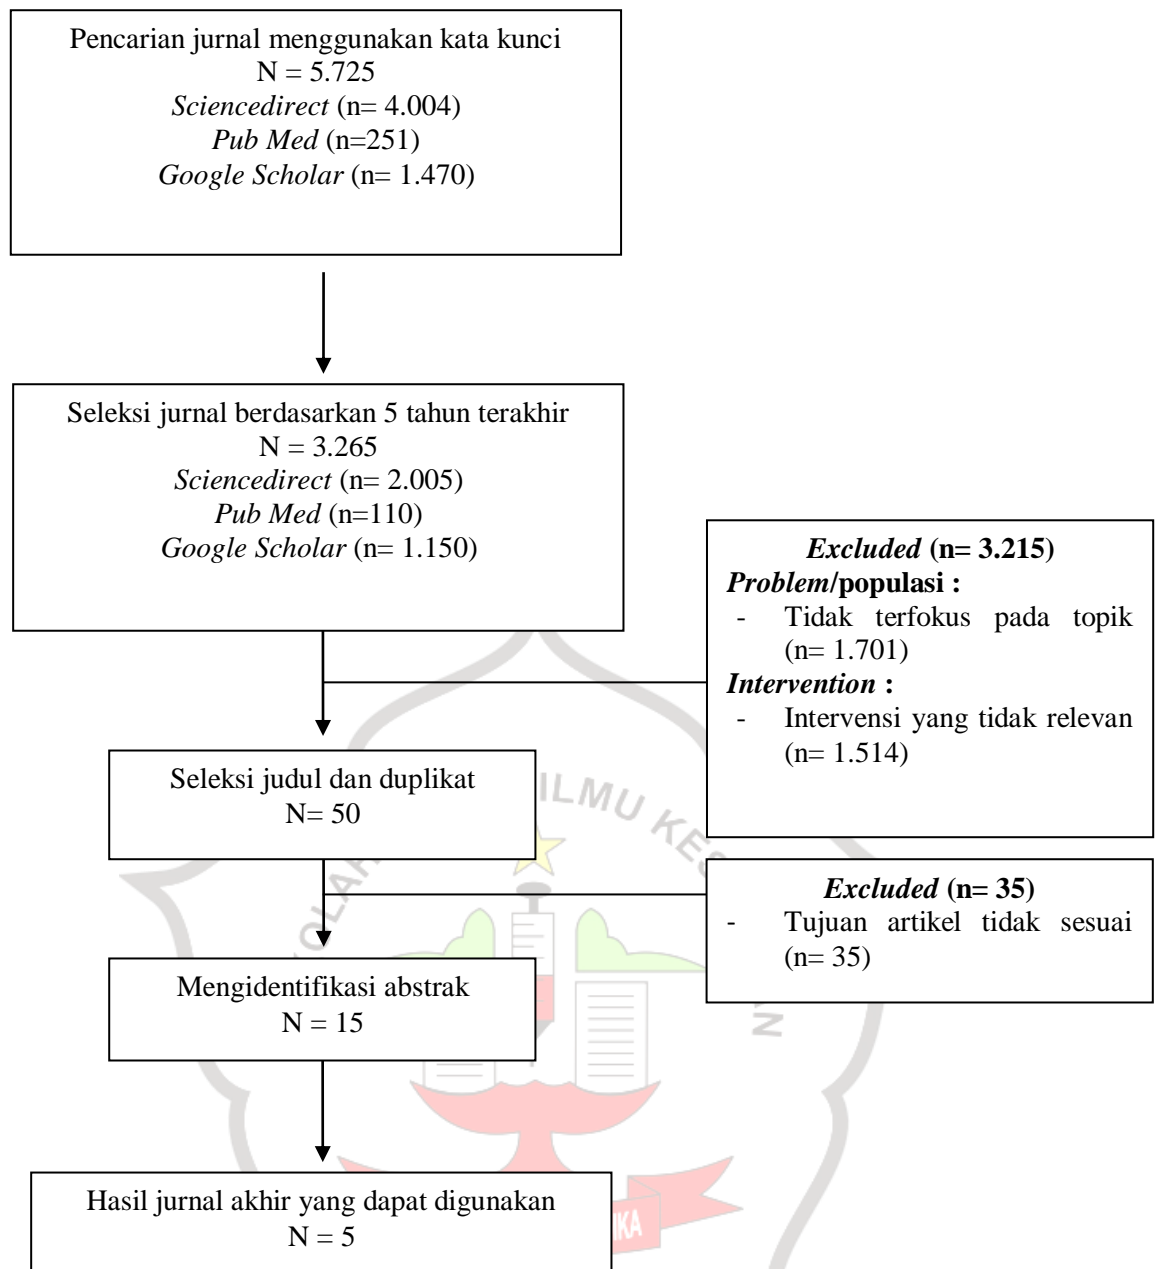 Pencarian jurnal menggunakan kata kunci
N = 5.725
Sciencedirect (n= 4.004)
Pub Med (n=251)
Google Scholar (n= 1.470)
Seleksi jurnal berdasarkan 5 tahun terakhir
N = 3.265
Sciencedirect (n= 2.005)
Pub Med (n=110)
Google Scholar (n= 1.150)
Excluded (n= 3.215)
Problem/populasi :
- Tidak terfokus pada topik
(n= 1.701)
Intervention :
- Intervensi yang tidak relevan
(n= 1.514)
Seleksi judul dan duplikat
N= 50
Excluded (n= 35)
- Tujuan artikel tidak sesuai
(n= 35)
Mengidentifikasi abstrak
N = 15
Hasil jurnal akhir yang dapat digunakan
N = 5
ILMU